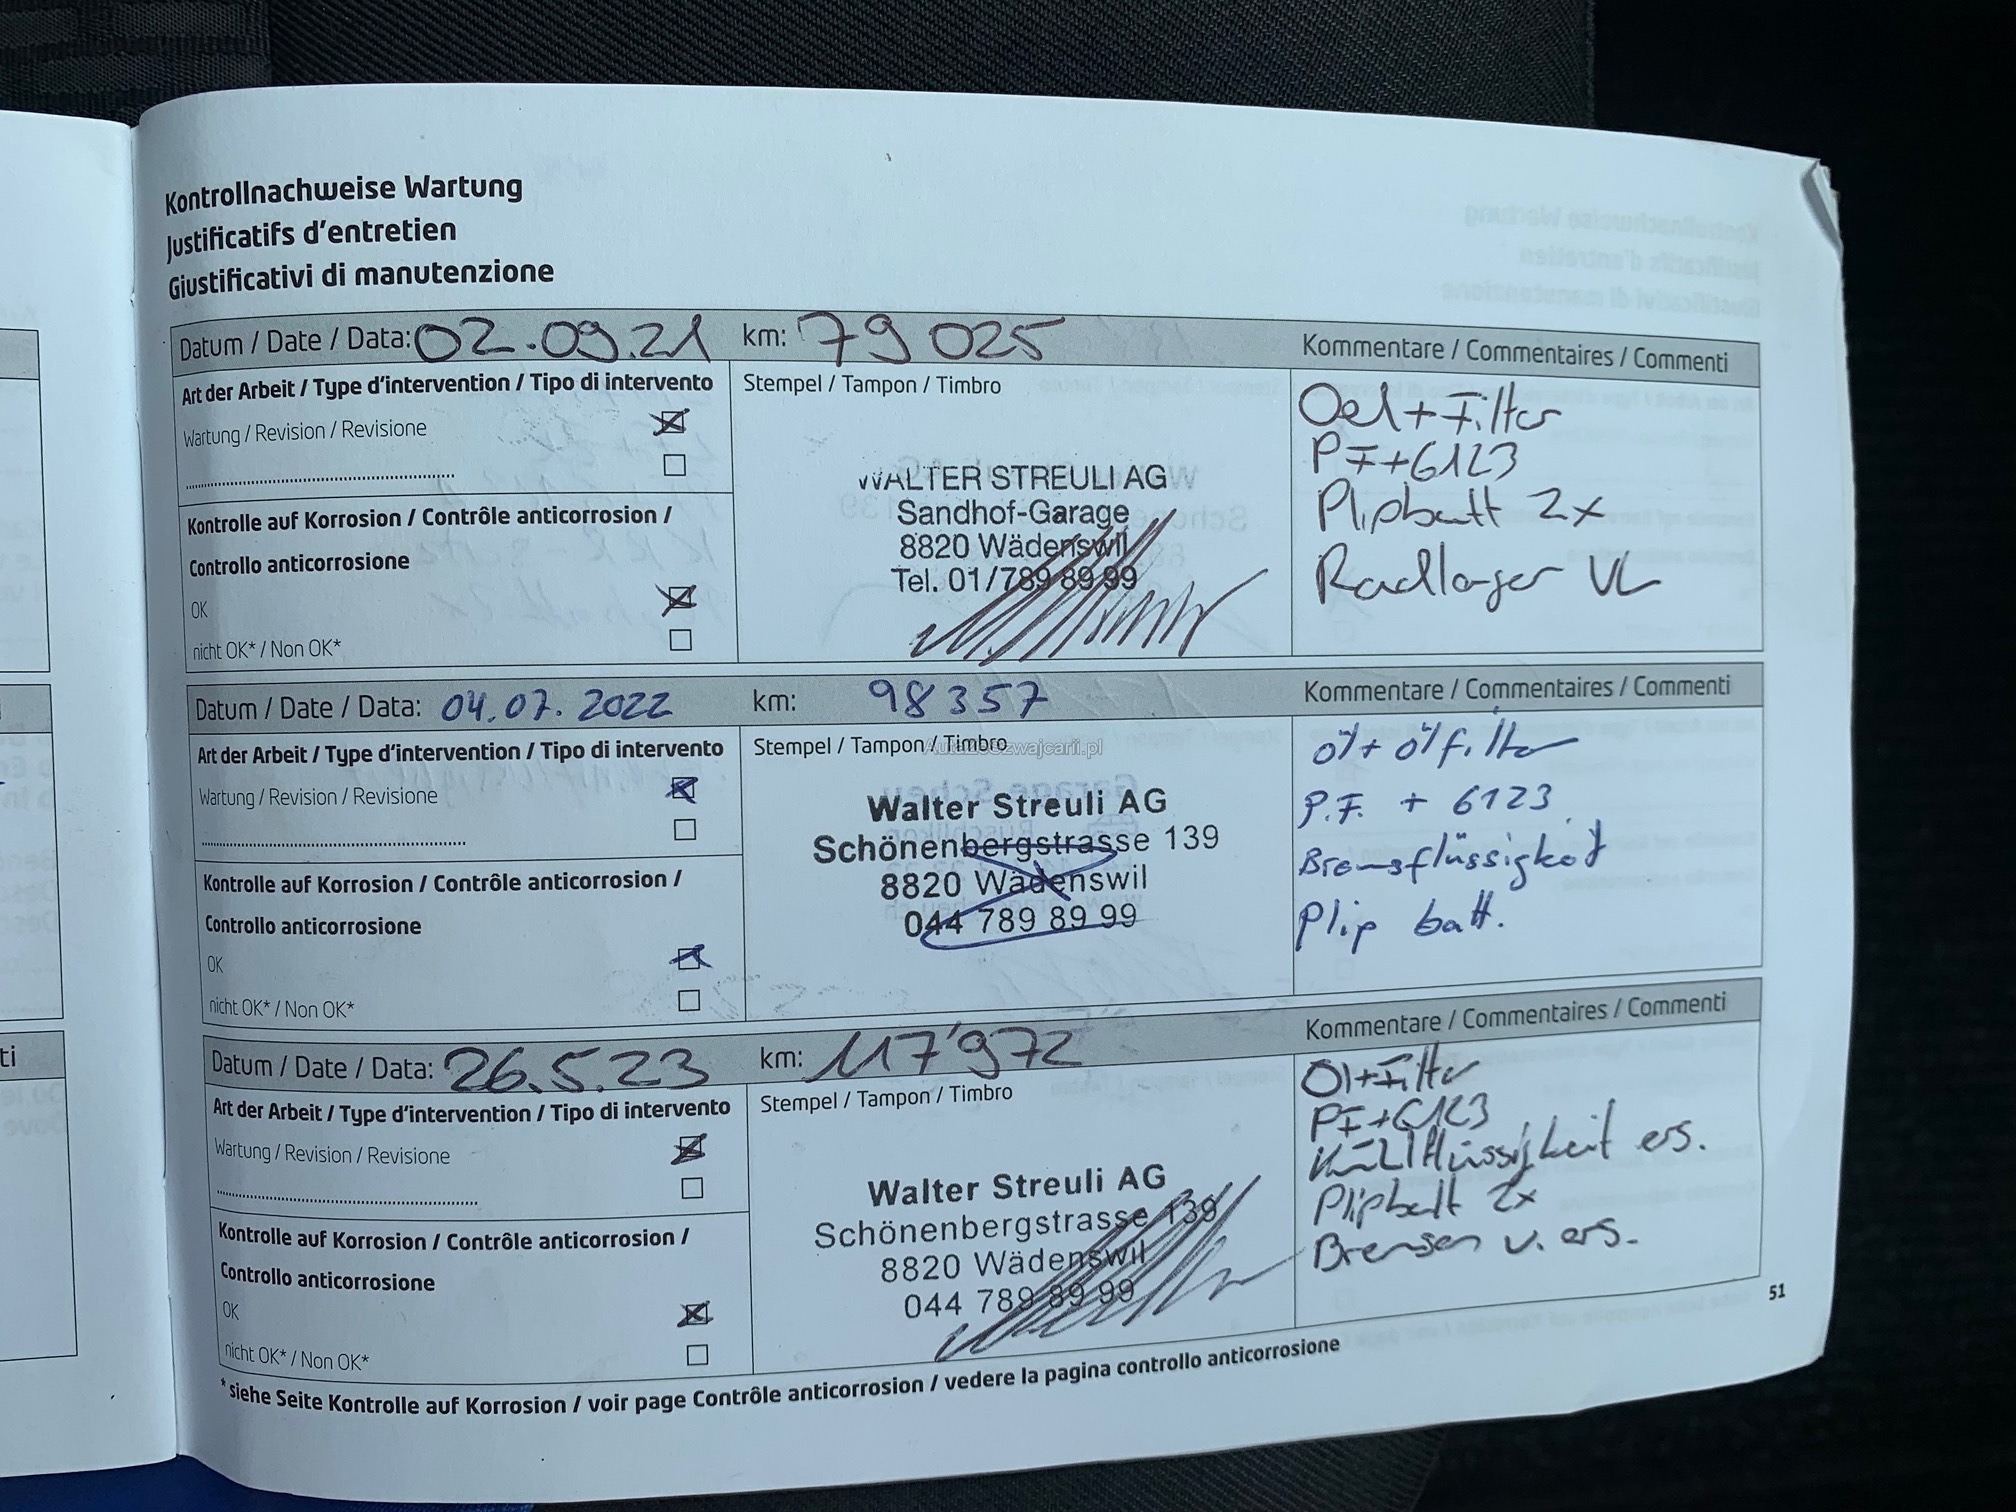 Kontrollnachweise Wartung
Justificatifs d'entretien
Giustificativi di manutenzione
Datum / Date / Data: 02.09.21 km: 79 025 Kommentare / Commentaires / Commenti
Art der Arbeit / Type d'intervention / Tipo di intervento
Wartung / Revision / Revisione
Kontrolle auf Korrosion / Contrôle anticorrosion /
Controllo anticorrosione
OK
nicht OK* / Non OK*
Stempel / Tampon / Timbro
WALTER STREULI AG
Sandhof-Garage
8820 Wädenswil
Tel. 01/789 89 99
Oel + Filter
PF + 6123
Plipbatt 2x
Radlager VL
Datum / Date / Data: 04.07.2022 km: 98357 Kommentare / Commentaires / Commenti
Art der Arbeit / Type d'intervention / Tipo di intervento
Wartung / Revision / Revisione
Kontrolle auf Korrosion / Contrôle anticorrosion /
Controllo anticorrosione
OK
nicht OK* / Non OK*
Stempel / Tampon / Timbro
AutazeSzwajcarii.pl
Walter Streuli AG
Schönenbergstrasse 139
8820 Wädenswil
044 789 89 99
Öl + Ölfilter
P.F. + 6123
Bremsflüssigkeit
Plip batt.
Datum / Date / Data: 26.5.23 km: 117'972 Kommentare / Commentaires / Commenti
Art der Arbeit / Type d'intervention / Tipo di intervento
Wartung / Revision / Revisione
Kontrolle auf Korrosion / Contrôle anticorrosion /
Controllo anticorrosione
OK
nicht OK* / Non OK*
Stempel / Tampon / Timbro
Walter Streuli AG
Schönenbergstrasse 139
8820 Wädenswil
044 789 89 99
Öl + Filter
PF + 6123
Kühlflüssigkeit ers.
Plipbatt 2x
Bremsen v. ers.
51
*siehe Seite Kontrolle auf Korrosion / voir page Contrôle anticorrosion / vedere la pagina controllo anticorrosione